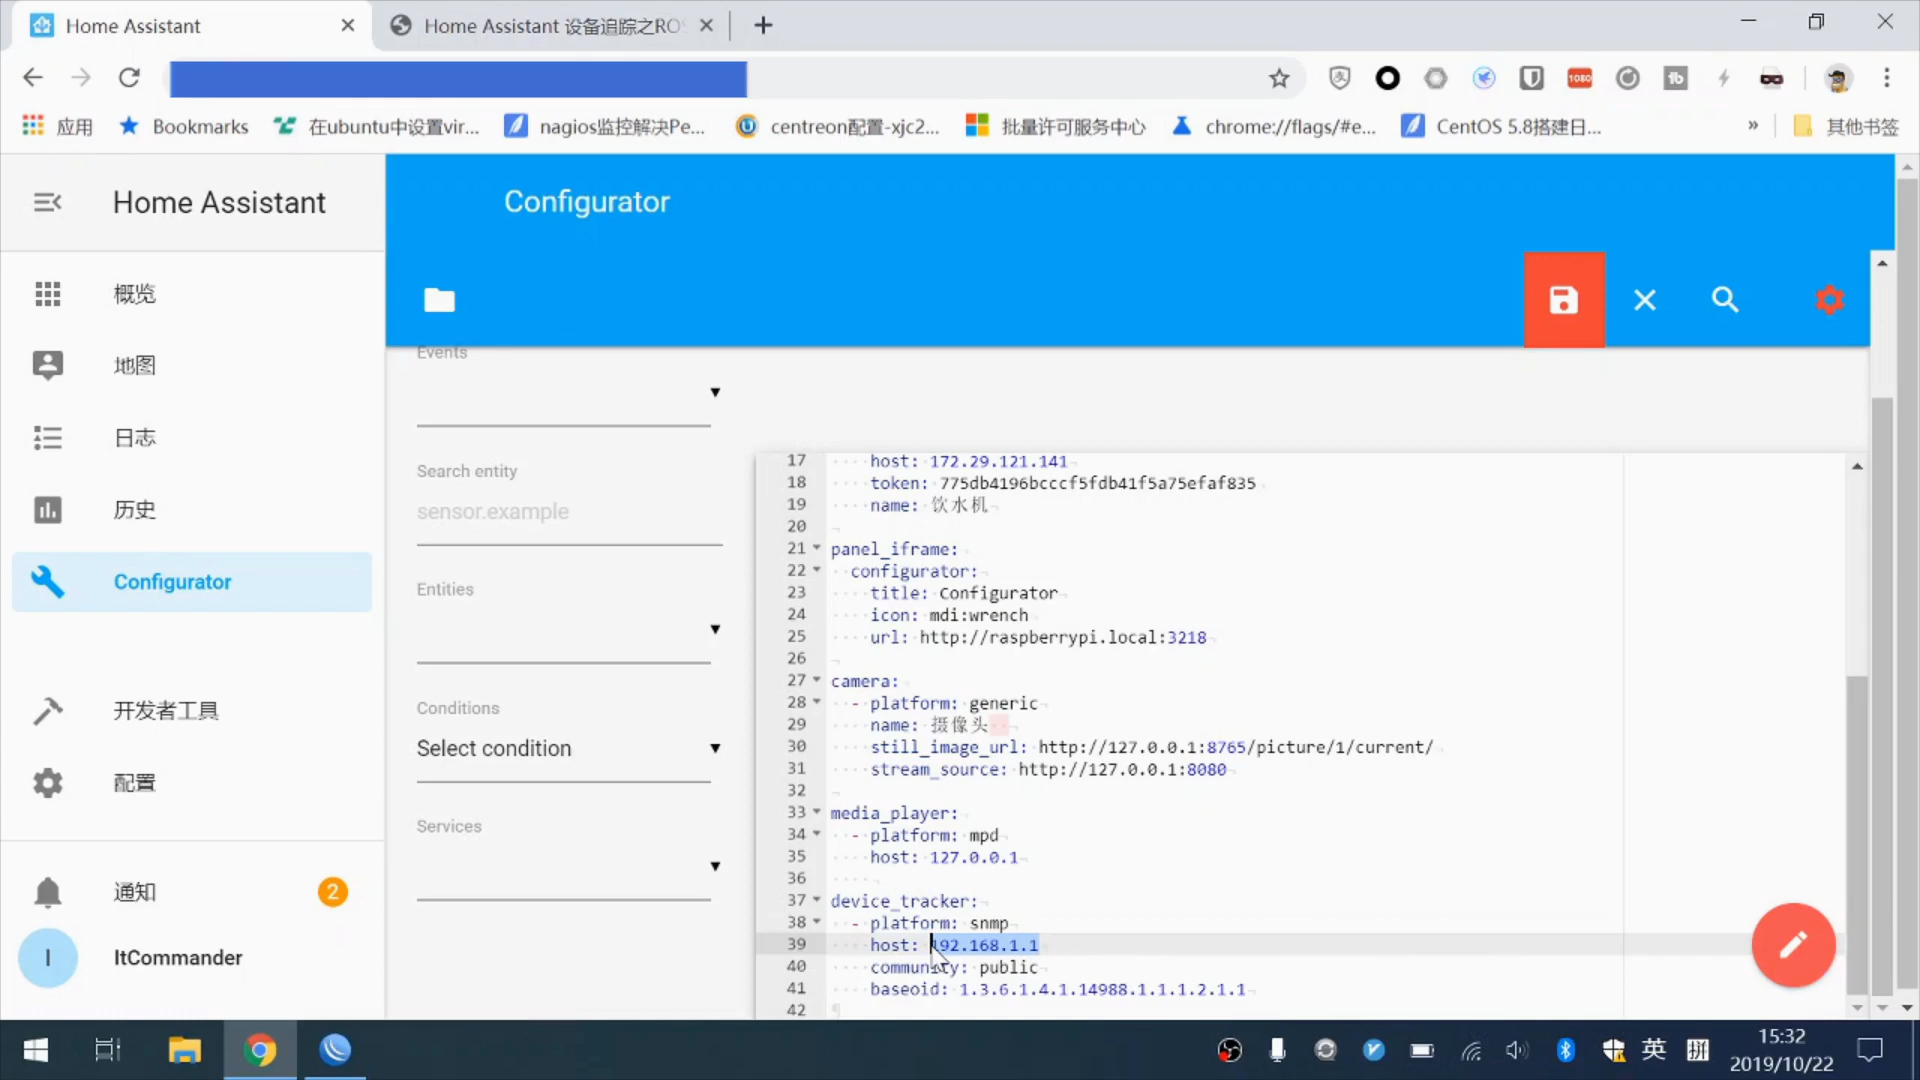 Home Assistant
Home Assistant 设备追踪之RO
应用
Bookmarks
在ubuntu中设置vir...
nagios监控解决Pe...
centreon配置-xjc2...
批量许可服务中心
chrome://flags/#e...
CentOS 5.8搭建日...
»
其他书签
1080
Home Assistant
Configurator
概览
地图
日志
历史
Configurator
开发者工具
配置
通知
2
I
ItCommander
Events
Search entity
sensor.example
Entities
Conditions
Select condition
Services
17 host: 172.29.121.141
18 token: 775db4196bcccf5fdb41f5a75efaf835
19 name: 饮水机
20
21 panel_iframe:
22 configurator:
23 title: Configurator
24 icon: mdi:wrench
25 url: http://raspberrypi.local:3218
26
27 camera:
28 - platform: generic
29 name: 摄像头
30 still_image_url: http://127.0.0.1:8765/picture/1/current/
31 stream_source: http://127.0.0.1:8080
32
33 media_player:
34 - platform: mpd
35 host: 127.0.0.1
36
37 device_tracker:
38 - platform: snmp
39 host: 192.168.1.1
40 community: public
41 baseoid: 1.3.6.1.4.1.14988.1.1.1.2.1.1
42
英
拼
15:32
2019/10/22